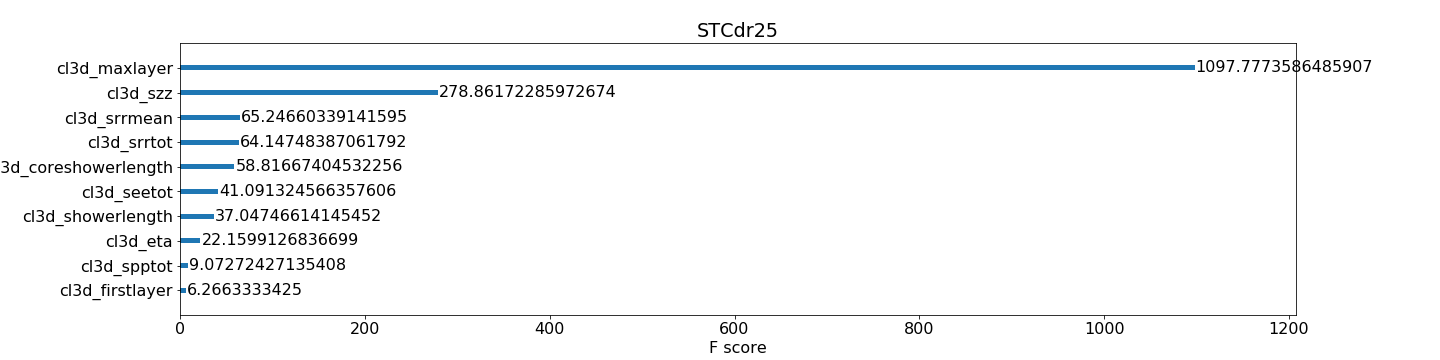 STCdr25
cl3d_maxlayer 1097.7773586485907
cl3d_szz 278.86172285972674
cl3d_srrmean 65.24660339141595
cl3d_srrtot 64.14748387061792
3d_coreshowerlength 58.81667404532256
cl3d_seetot 41.091324566357606
cl3d_showerlength 37.04746614145452
cl3d_eta 22.1599126836699
cl3d_spptot 9.07272427135408
cl3d_firstlayer 6.2663333425
0 200 400 600 800 1000 1200
F score